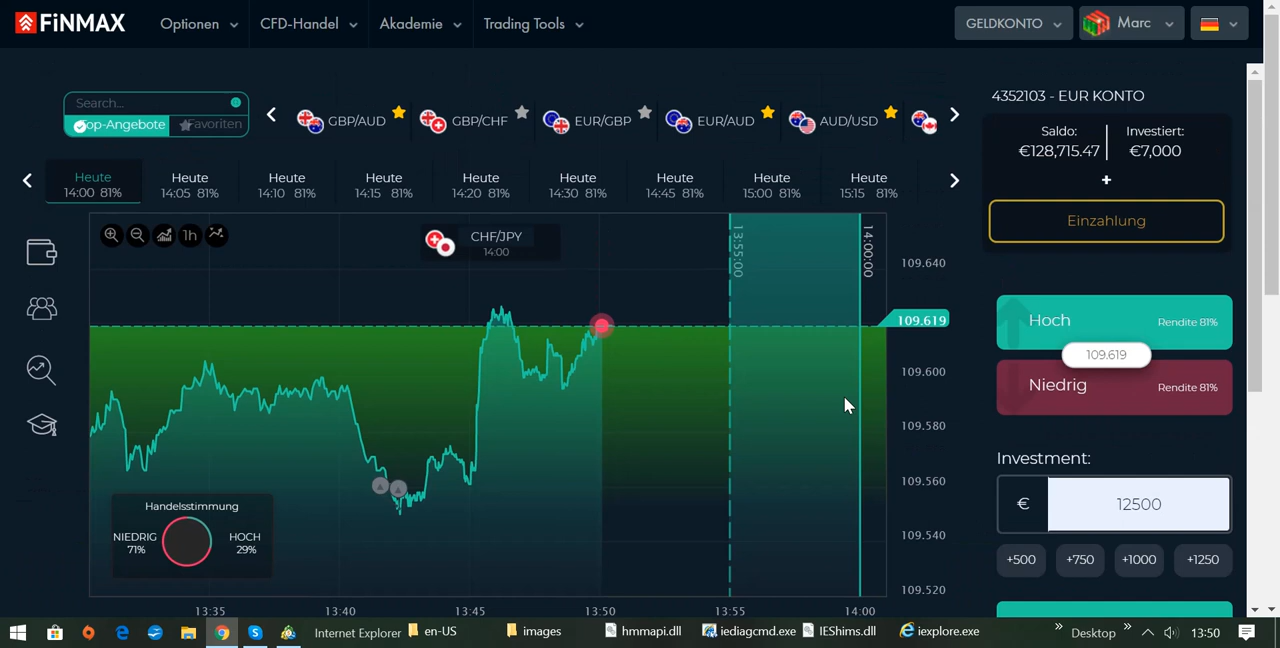 FiNMAX
Optionen
CFD-Handel
Akademie
Trading Tools
GELDKONTO
Marc
Search...
Top-Angebote
Favoriten
GBP/AUD
GBP/CHF
EUR/GBP
EUR/AUD
AUD/USD
Heute
14:00 81%
Heute
14:05 81%
Heute
14:10 81%
Heute
14:15 81%
Heute
14:20 81%
Heute
14:30 81%
Heute
14:45 81%
Heute
15:00 81%
Heute
15:15 81%
1h
CHF/JPY
14:00
13:55:00
14:00:00
109.640
109.619
109.600
109.580
109.560
109.540
109.520
Handelsstimmung
NIEDRIG
71%
HOCH
29%
13:35
13:40
13:45
13:50
13:55
14:00
4352103 - EUR KONTO
Saldo:
€128,715.47
Investiert:
€7,000
+
Einzahlung
Hoch
Rendite 81%
109.619
Niedrig
Rendite 81%
Investment:
€
12500
+500
+750
+1000
+1250
Internet Explorer
en-US
images
hmmapi.dll
iediagcmd.exe
IEShims.dll
iexplore.exe
Desktop
13:50